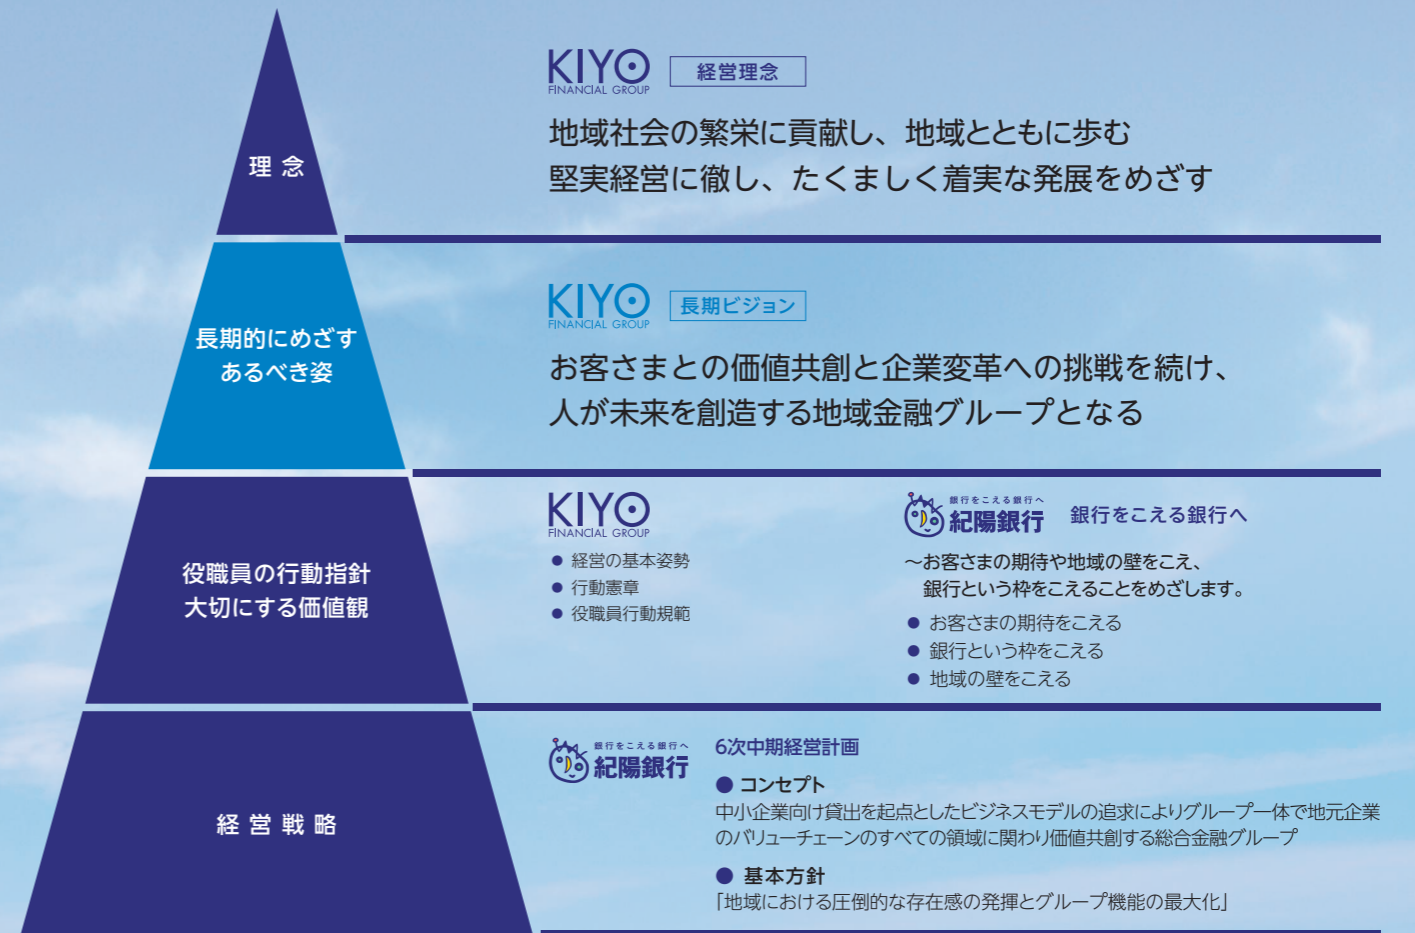 理念
KIYO
FINANCIAL GROUP
経営理念
地域社会の繁栄に貢献し、地域とともに歩む
堅実経営に徹し、たくましく着実な発展をめざす
長期的にめざす
あるべき姿
KIYO
FINANCIAL GROUP
長期ビジョン
お客さまとの価値共創と企業変革への挑戦を続け、
人が未来を創造する地域金融グループとなる
役職員の行動指針
大切にする価値観
KIYO
FINANCIAL GROUP
● 経営の基本姿勢
● 行動憲章
● 役職員行動規範
銀行をこえる銀行へ
紀陽銀行
銀行をこえる銀行へ
～お客さまの期待や地域の壁をこえ、
銀行という枠をこえることをめざします。
● お客さまの期待をこえる
● 銀行という枠をこえる
● 地域の壁をこえる
経営戦略
銀行をこえる銀行へ
紀陽銀行
6次中期経営計画
● コンセプト
中小企業向け貸出を起点としたビジネスモデルの追求によりグループ一体で地元企業
のバリューチェーンのすべての領域に関わり価値共創する総合金融グループ
● 基本方針
「地域における圧倒的な存在感の発揮とグループ機能の最大化」